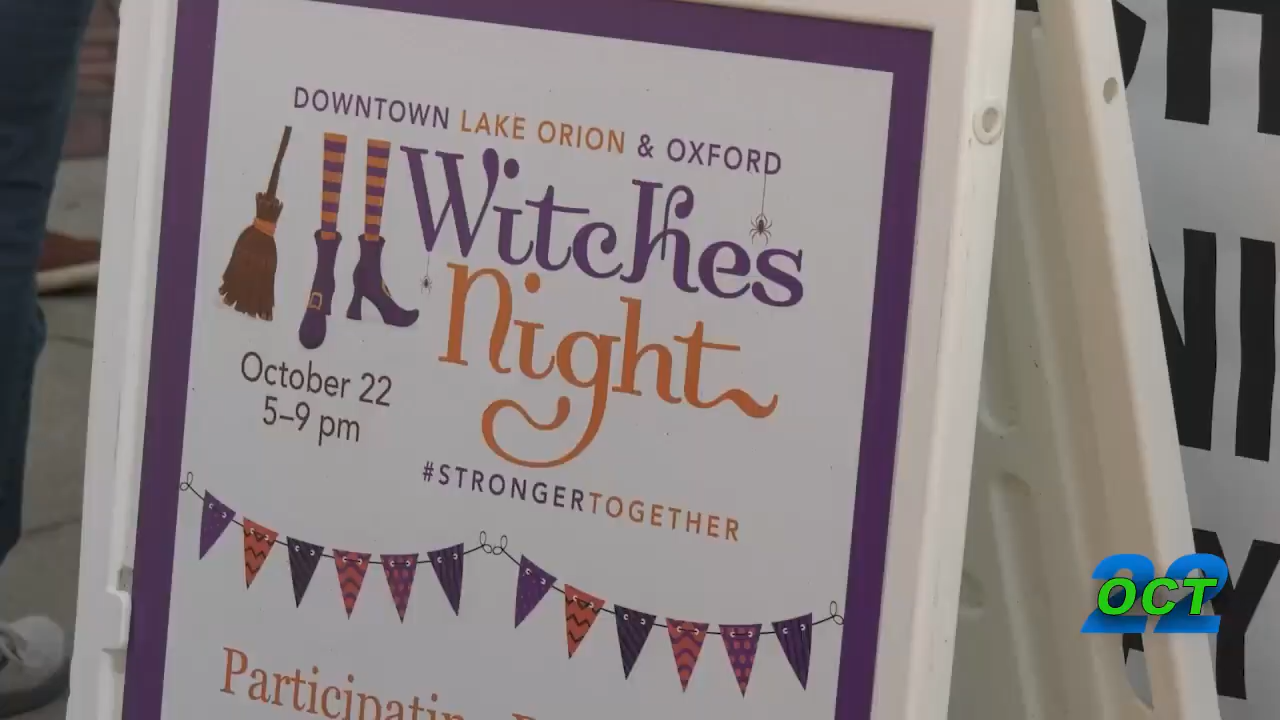 DOWNTOWN LAKE ORION & OXFORD
Witches
Night
October 22
5–9 pm
#STRONGERTOGETHER
22
OCT